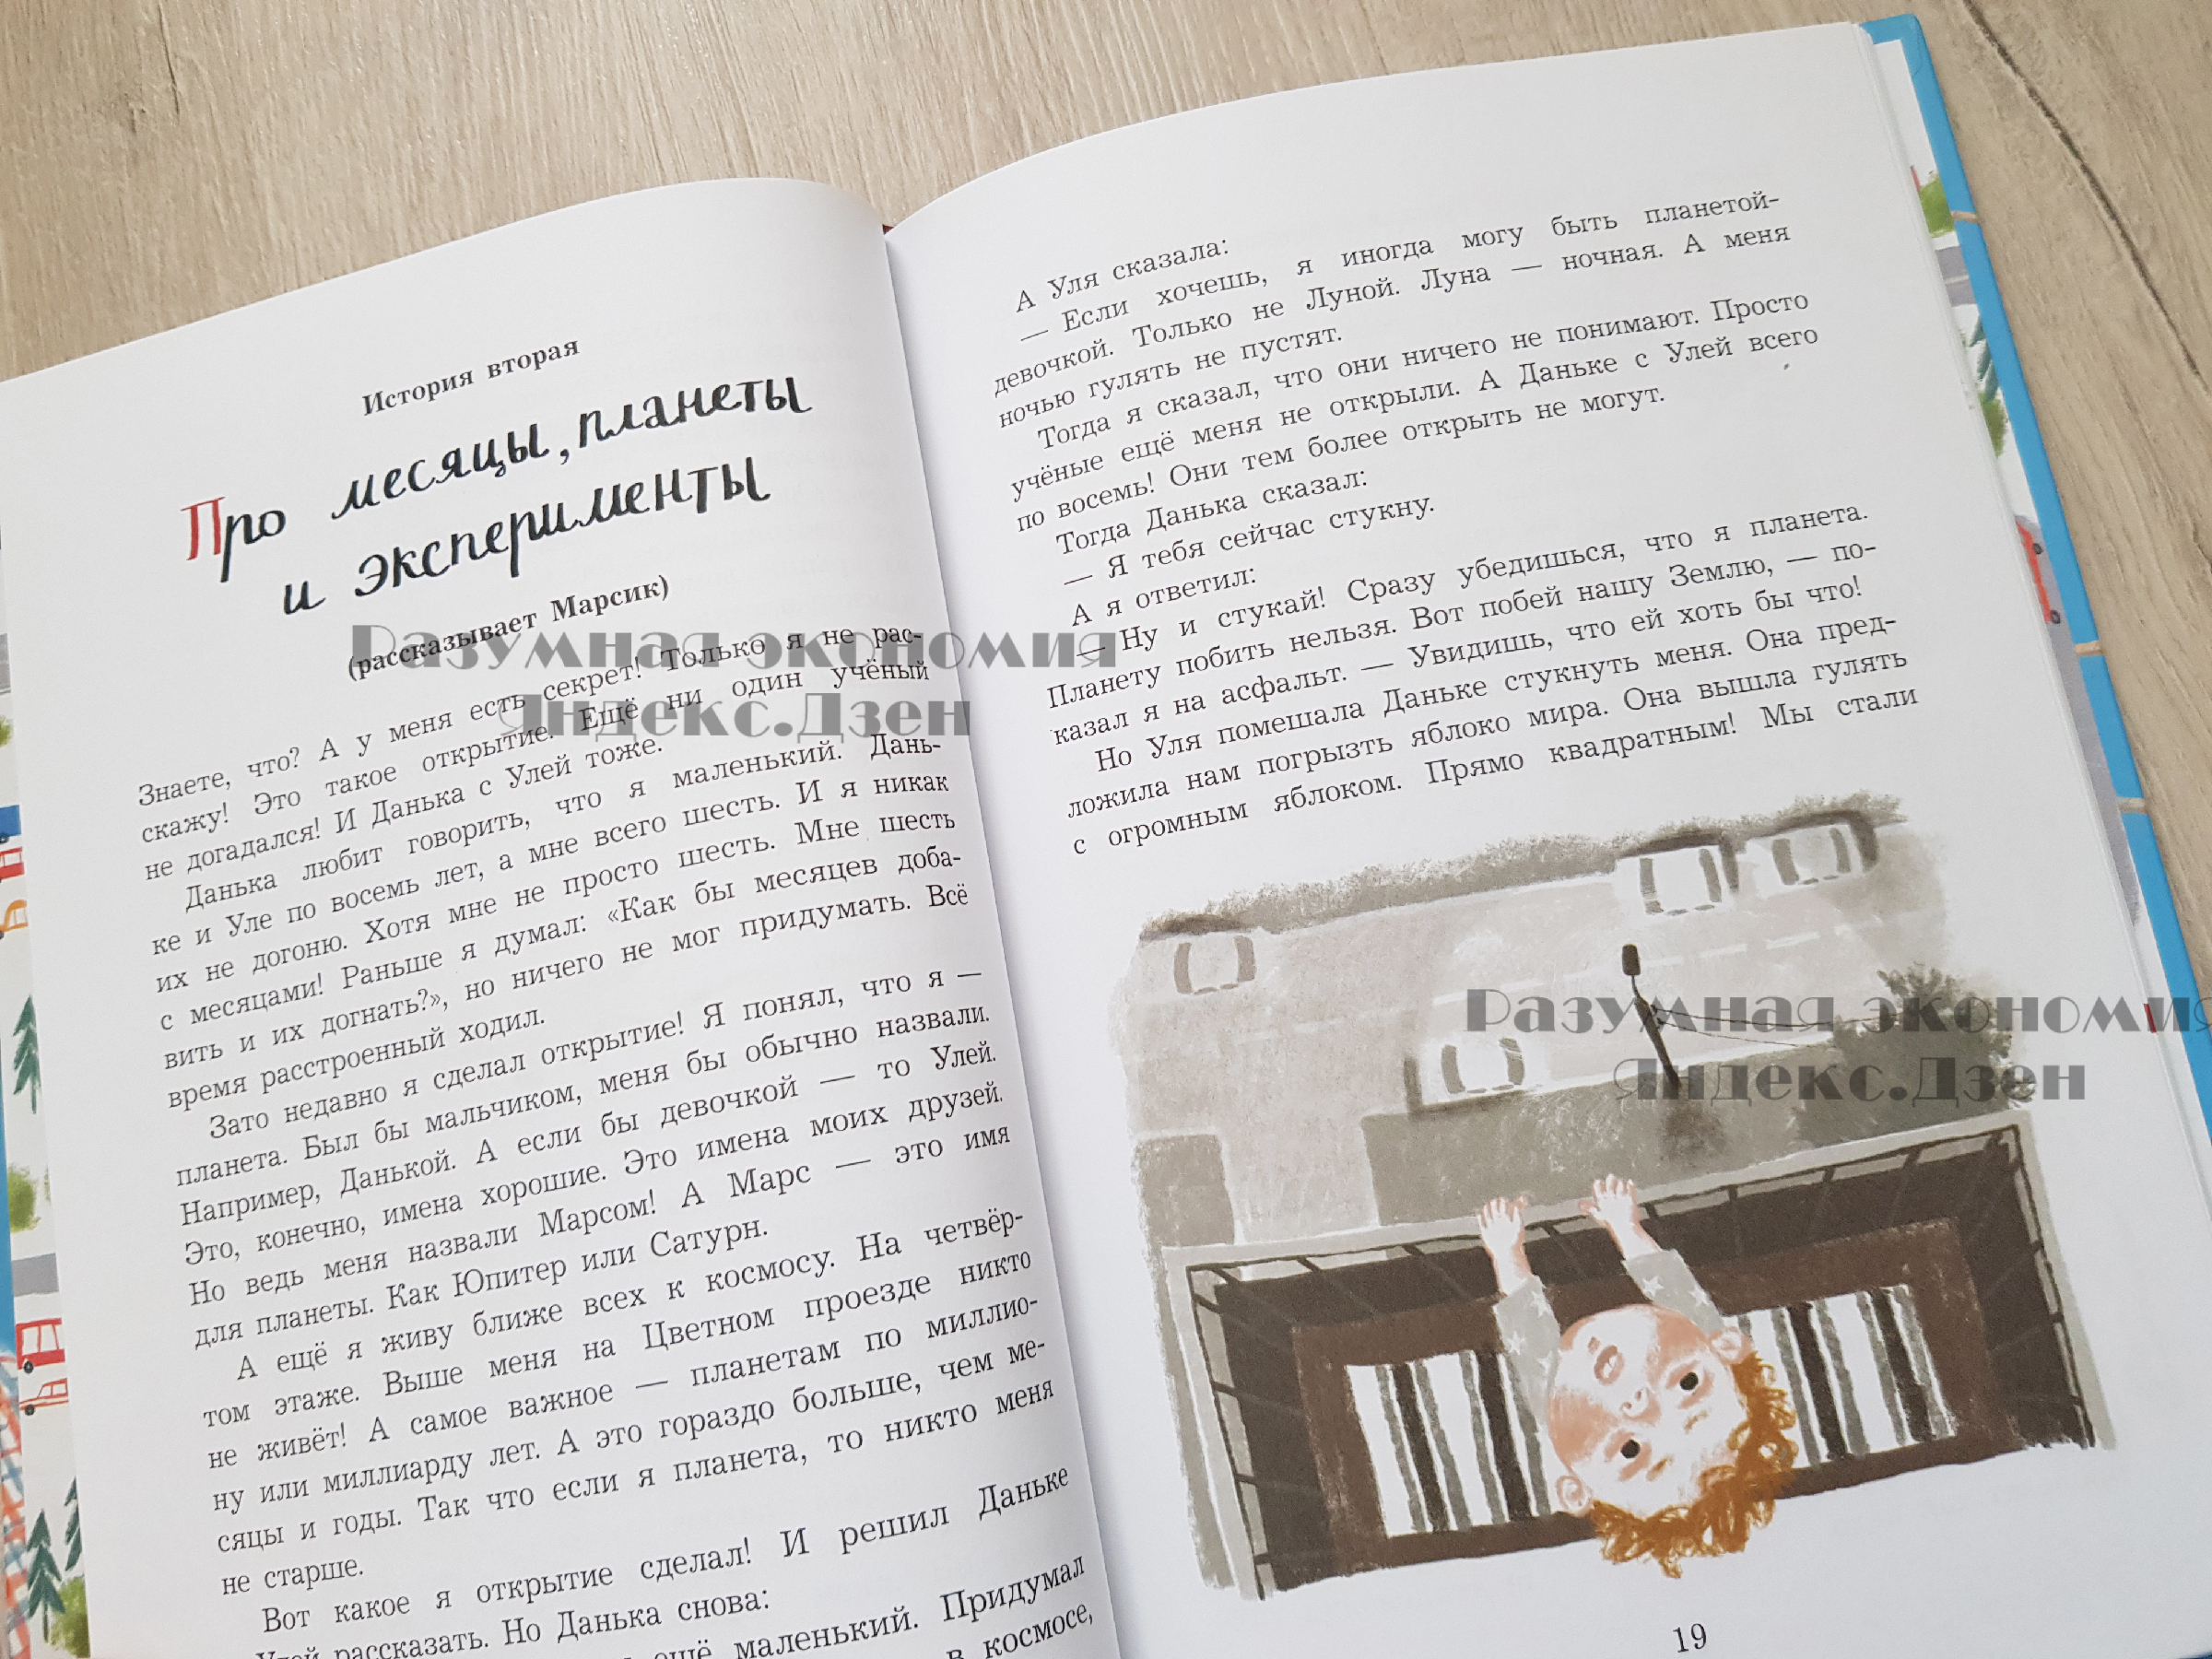 История вторая
Про месяцы, планеты
и эксперименты
(рассказывает Марсик)
Знаете, что? А у меня есть секрет! Только я не рас-
скажу! Это такое открытие. Ещё ни один учёный
не догадался! И Данька с Улей тоже.
Данька любит говорить, что я маленький. Дань-
ке и Уле по восемь лет, а мне всего шесть. И я никак
их не догоню. Хотя мне не просто шесть. Мне шесть
с месяцами! Раньше я думал: «Как бы месяцев доба-
вить и их догнать?», но ничего не мог придумать. Всё
время расстроенный ходил.
Зато недавно я сделал открытие! Я понял, что я —
планета. Был бы мальчиком, меня бы обычно назвали.
Например, Данькой. А если бы девочкой — то Улей.
Это, конечно, имена хорошие. Это имена моих друзей.
Но ведь меня назвали Марсом! А Марс — это имя
для планеты. Как Юпитер или Сатурн.
А ещё я живу ближе всех к космосу. На четвёр-
том этаже. Выше меня на Цветном проезде никто
не живёт! А самое важное — планетам по миллио-
ну или миллиарду лет. А это гораздо больше, чем ме-
сяцы и годы. Так что если я планета, то никто меня
не старше.
Вот какое я открытие сделал! И решил Даньке
Улей рассказать. Но Данька снова:
ещё маленький. Придумал
в космосе,
А Уля сказала:
— Если хочешь, я иногда могу быть планетой-
девочкой. Только не Луной. Луна — ночная. А меня
ночью гулять не пустят.
Тогда я сказал, что они ничего не понимают. Просто
учёные ещё меня не открыли. А Даньке с Улей всего
по восемь! Они тем более открыть не могут.
Тогда Данька сказал:
— Я тебя сейчас стукну.
А я ответил:
— Ну и стукай! Сразу убедишься, что я планета.
Планету побить нельзя. Вот побей нашу Землю, — по-
казал я на асфальт. — Увидишь, что ей хоть бы что!
Но Уля помешала Даньке стукнуть меня. Она пред-
ложила нам погрызть яблоко мира. Она вышла гулять
с огромным яблоком. Прямо квадратным! Мы стали
19
Разумная экономия
Яндекс.Дзен
Разумная экономия
Яндекс.Дзен